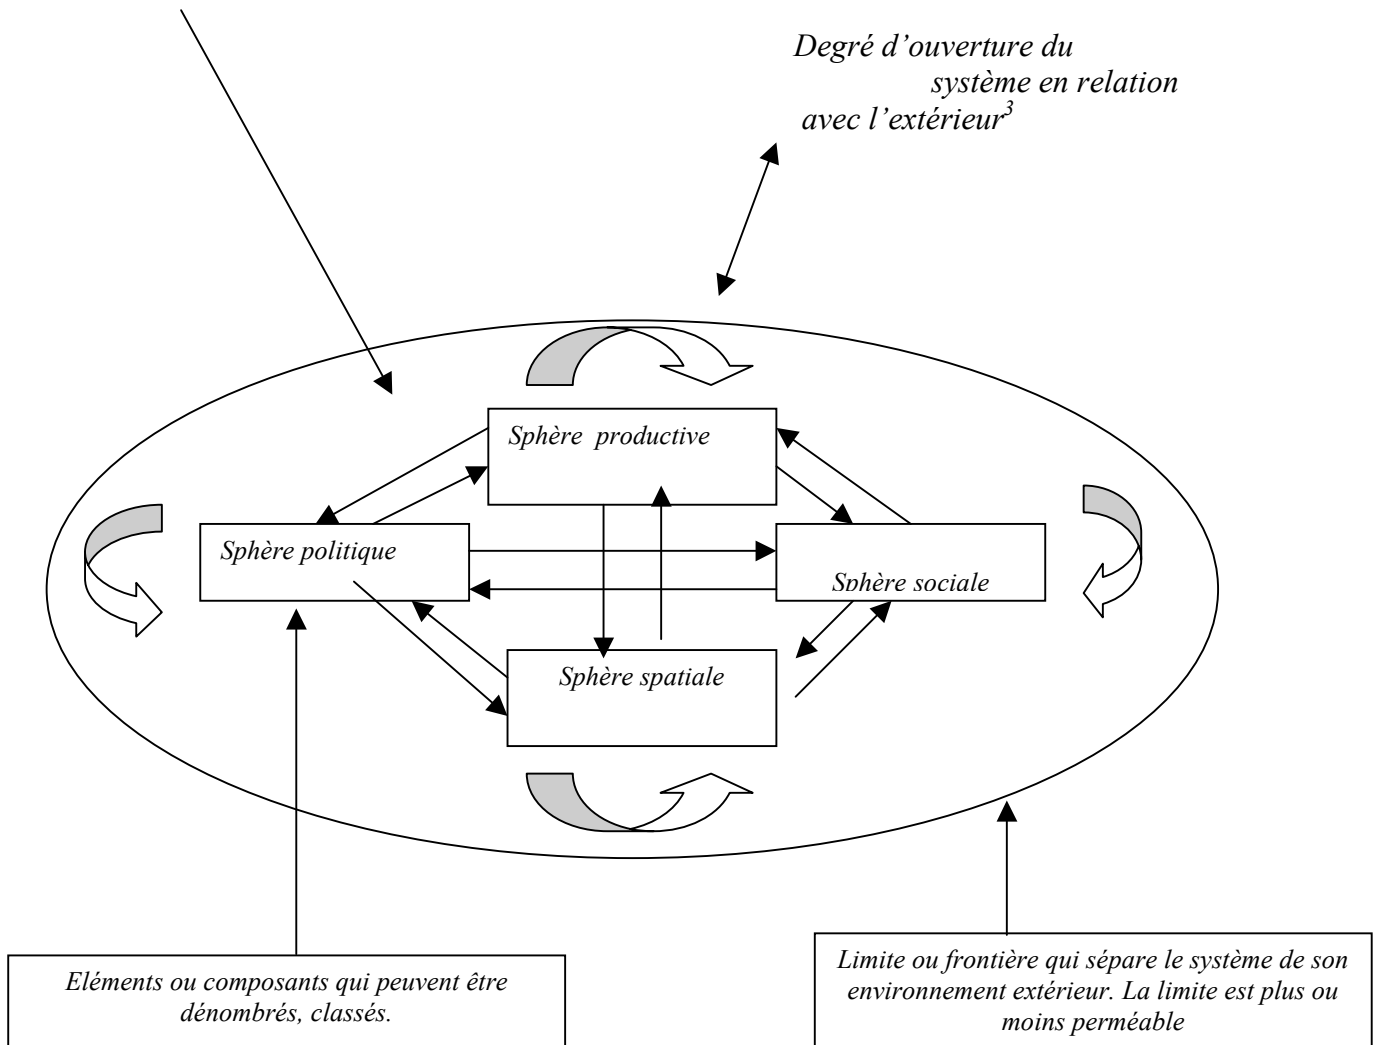 Degré d’ouverture du
système en relation
avec l’extérieur³
Sphère productive
Sphère politique
Sphère sociale
Sphère spatiale
Eléments ou composants qui peuvent être
dénombrés, classés.
Limite ou frontière qui sépare le système de son
environnement extérieur. La limite est plus ou
moins perméable